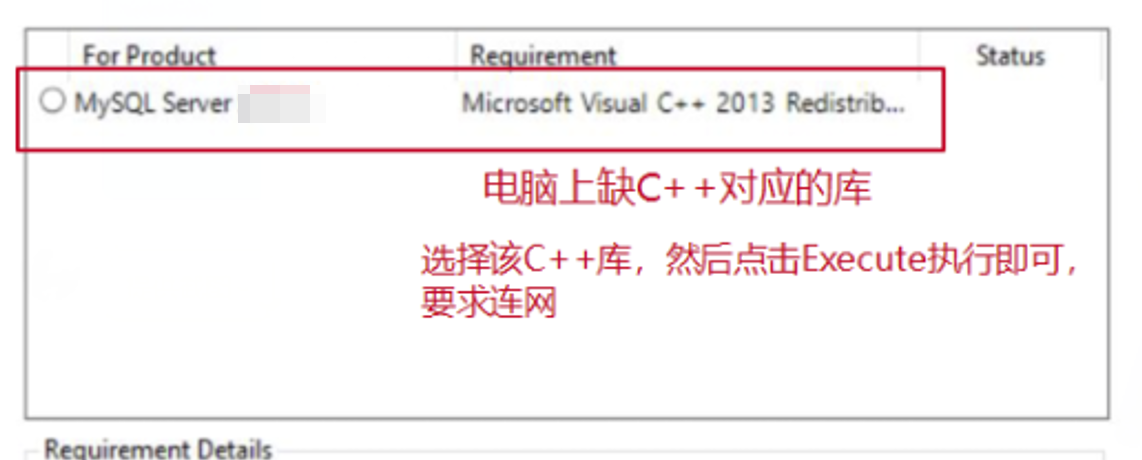 For Product Requirement Status
MySQL Server Microsoft Visual C++ 2013 Redistrib...
电脑上缺C++对应的库
选择该C++库，然后点击Execute执行即可，
要求连网
Requirement Details